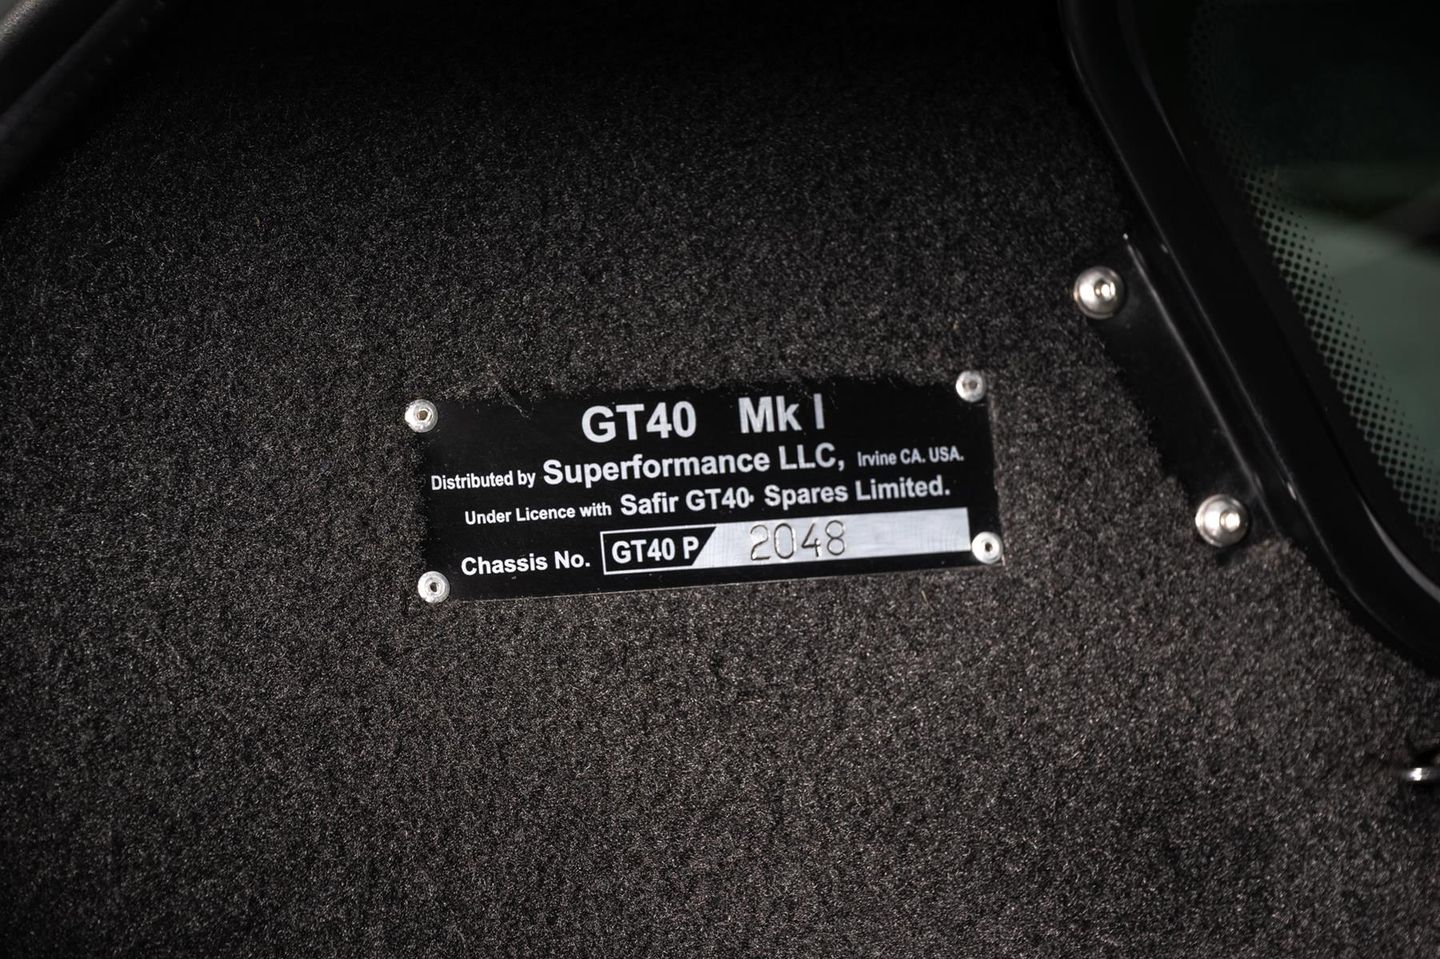 GT40 Mk I
Distributed by Superformance LLC, Irvine CA. USA.
Under Licence with Safir GT40· Spares Limited.
Chassis No. GT40 P 2048